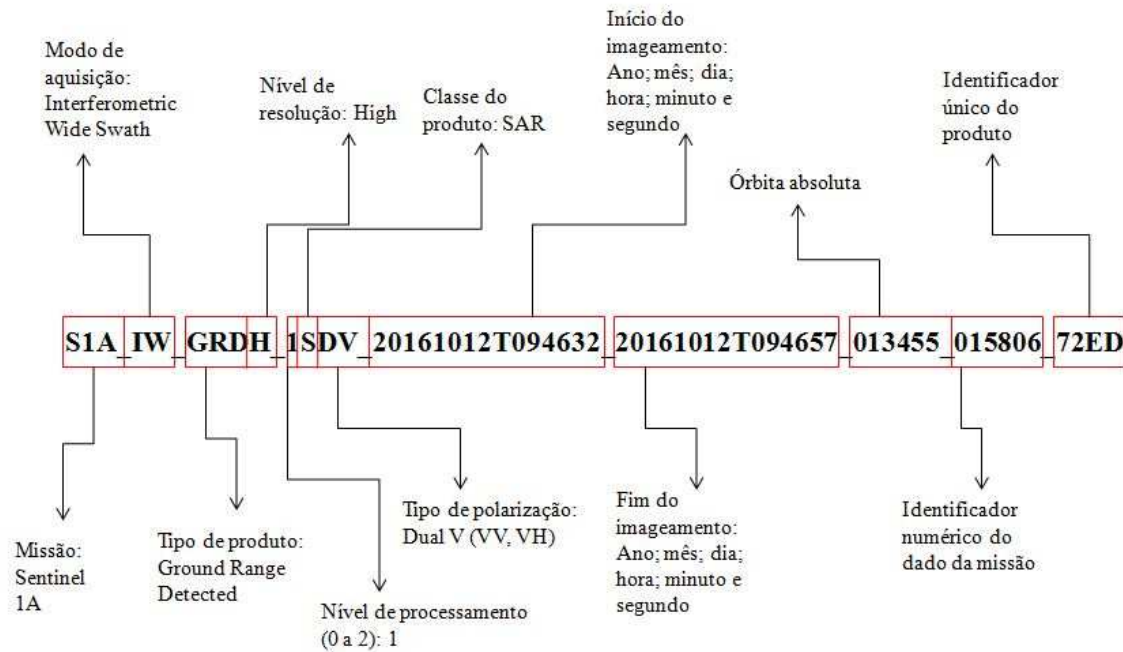 Modo de
aquisição:
Interferometric
Wide Swath
Nível de
resolução: High
Classe do
produto: SAR
Início do
imageamento:
Ano; mês; dia;
hora; minuto e
segundo
Órbita absoluta
Identificador
único do
produto
S1A_IW_GRDH_1SDV_20161012T094632_20161012T094657_013455_015806_72ED
Missão:
Sentinel
1A
Tipo de produto:
Ground Range
Detected
Nível de processamento
(0 a 2): 1
Tipo de polarização:
Dual V (VV, VH)
Fim do
imageamento:
Ano; mês; dia;
hora; minuto e
segundo
Identificador
numérico do
dado da missão